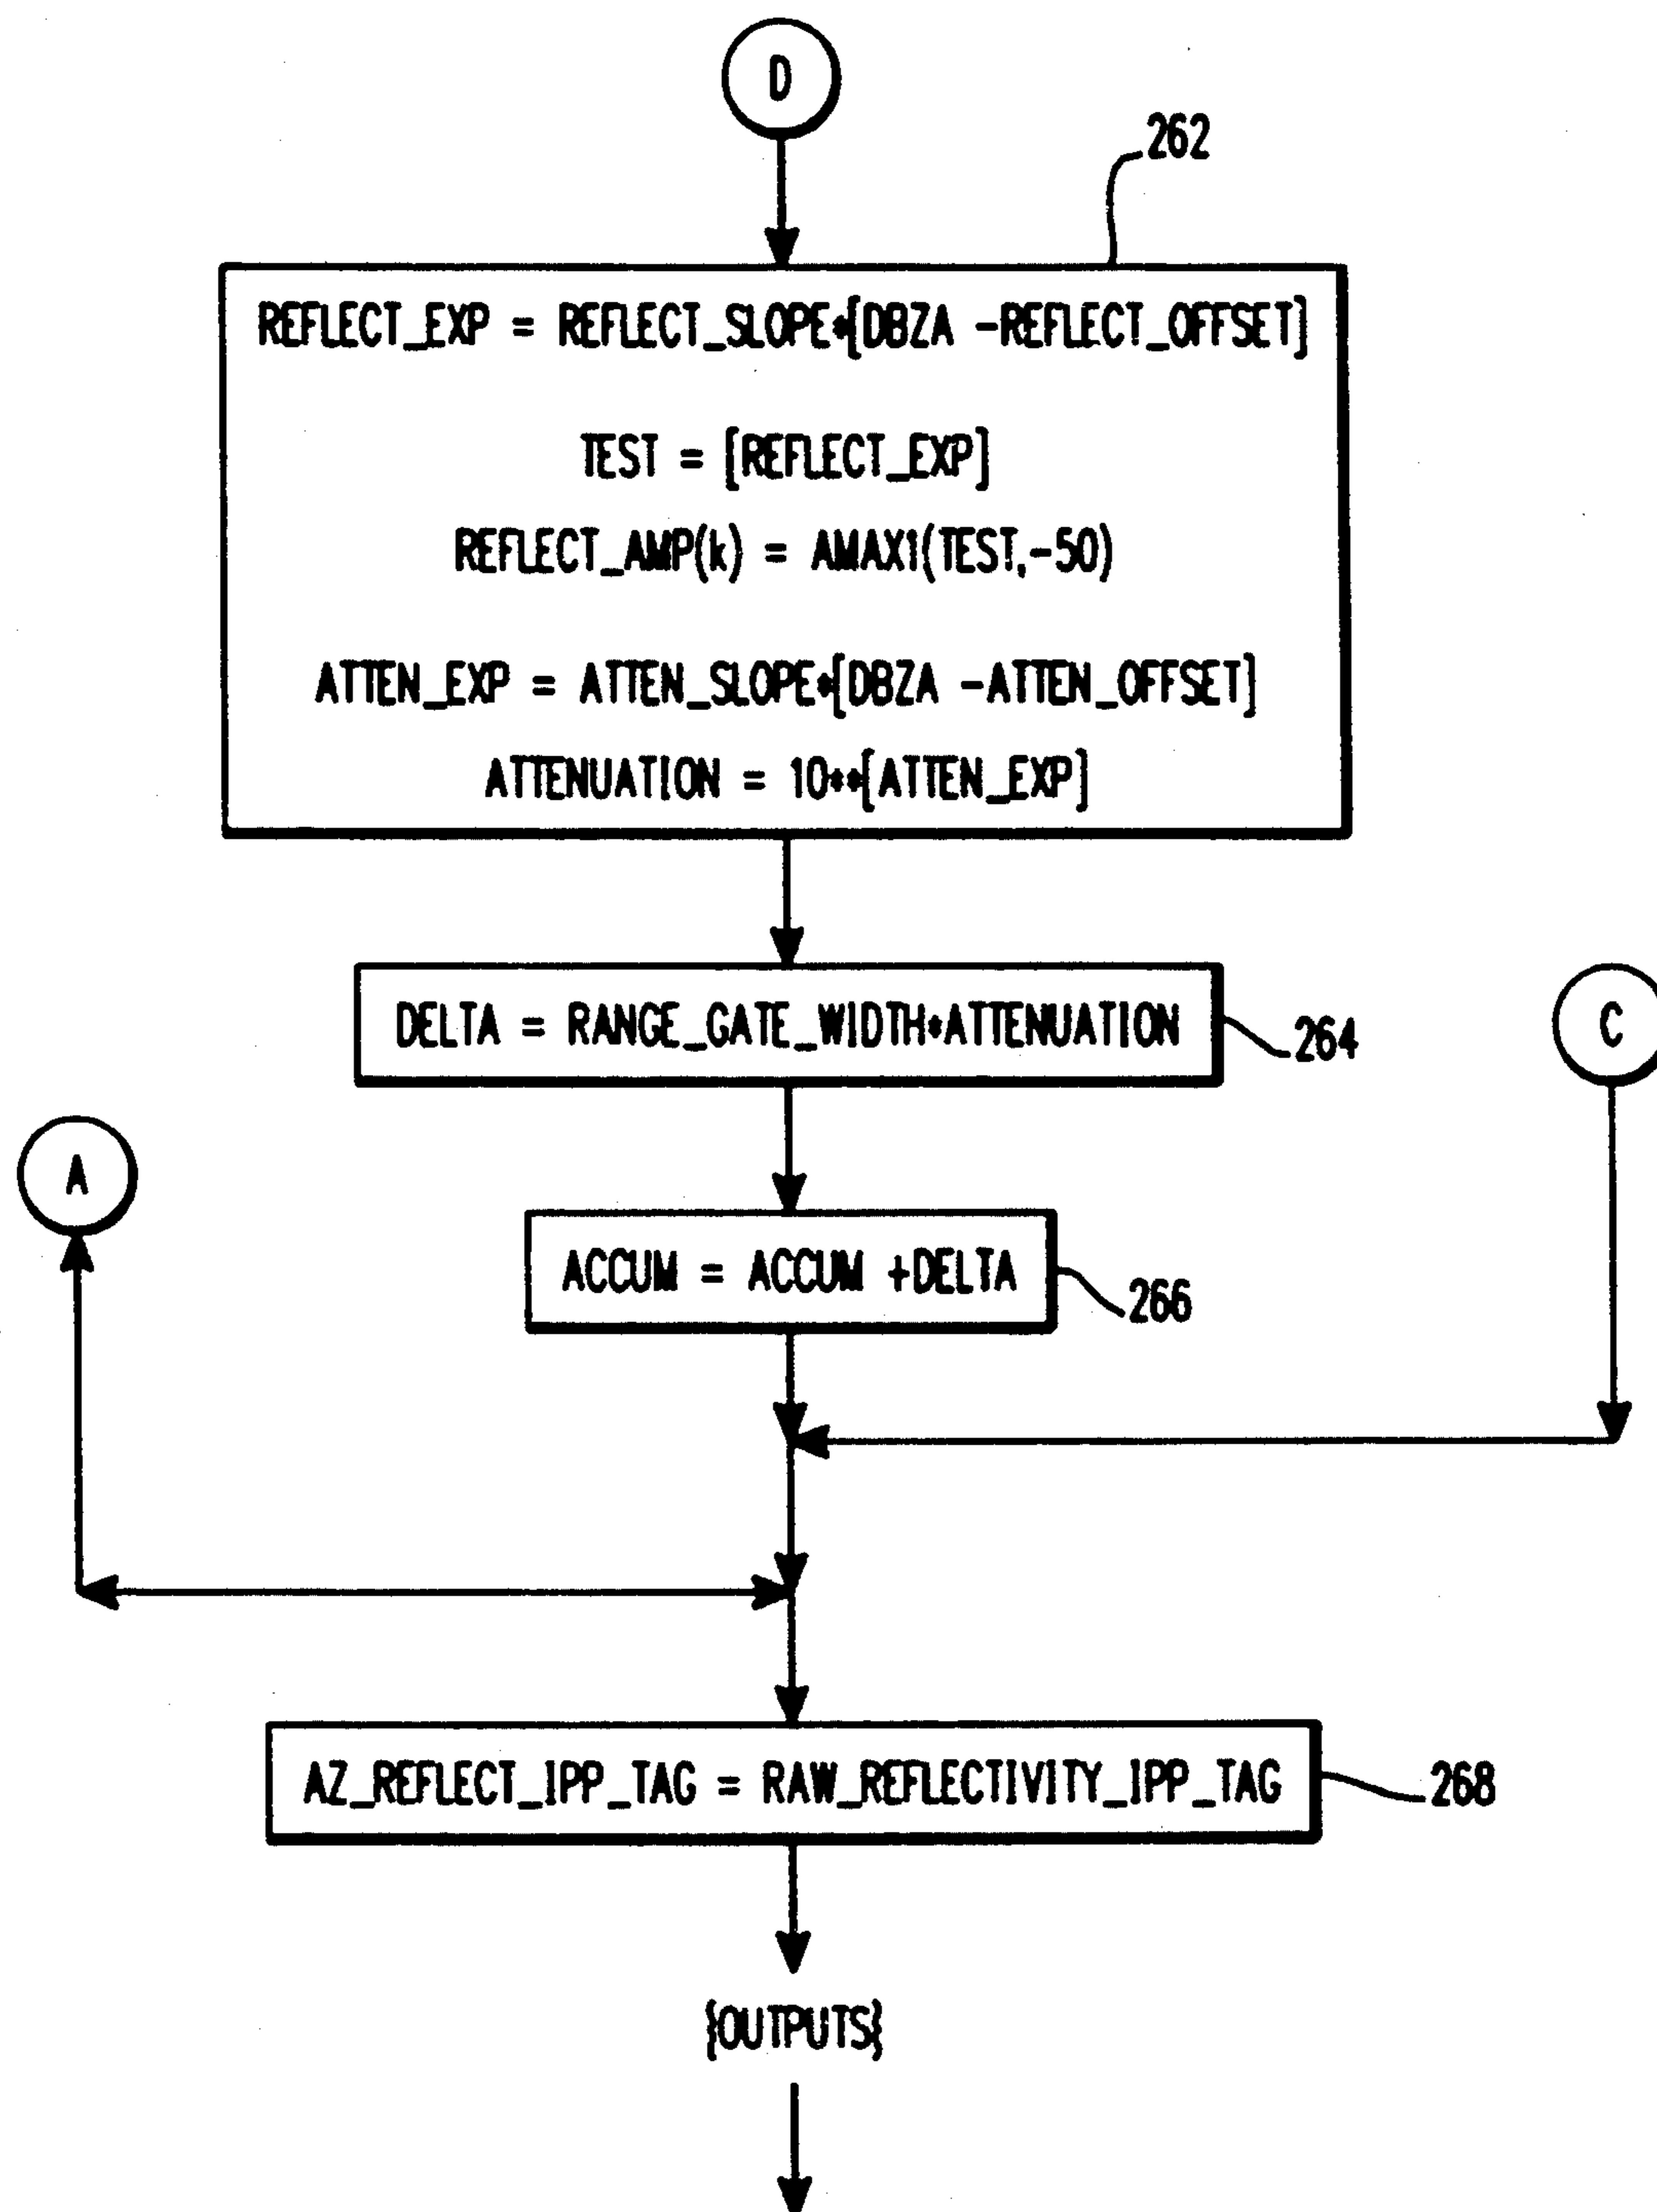 D
262
REFLECT_EXP = REFLECT_SLOPE*[DBZA -REFLECT_OFFSET]
TEST = [REFLECT_EXP]
REFLECT_AMP(k) = AMAX1(TEST,-50)
ATTEN_EXP = ATTEN_SLOPE*[DBZA -ATTEN_OFFSET]
ATTENUATION = 10**[ATTEN_EXP]
DELTA = RANGE_GATE_WIDTH*ATTENUATION
264
C
A
ACCUM = ACCUM +DELTA
266
AZ_REFLECT_IPP_TAG = RAW_REFLECTIVITY_IPP_TAG
268
}OUTPUTS{